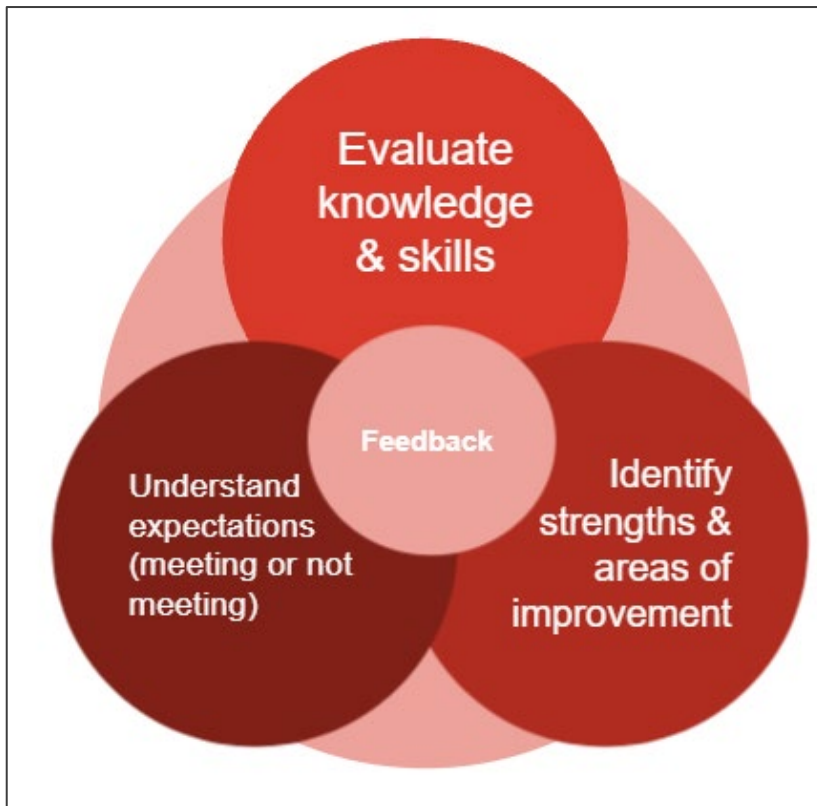 Evaluate
knowledge
& skills
Feedback
Understand
expectations
(meeting or not
meeting)
Identify
strengths &
areas of
improvement